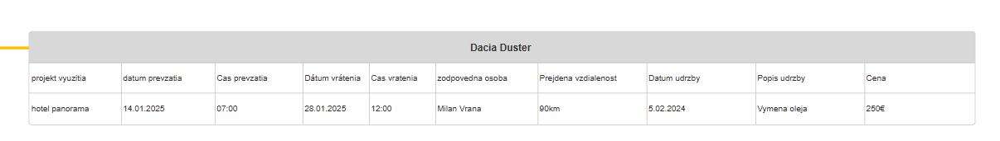 Dacia Duster
projekt vyuzitia datum prevzatia Cas prevzatia Dátum vrátenia Cas vratenia zodpovedna osoba Prejdena vzdialenost Datum udrzby Popis udrzby Cena
hotel panorama 14.01.2025 07:00 28.01.2025 12:00 Milan Vrana 90km 5.02.2024 Vymena oleja 250€